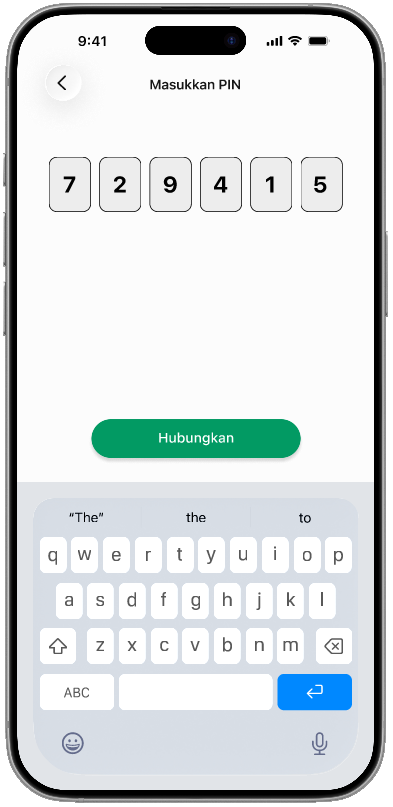 9:41
Masukkan PIN
7 2 9 4 1 5
Hubungkan
“The” the to
q w e r t y u i o p
a s d f g h j k l
z x c v b n m
ABC